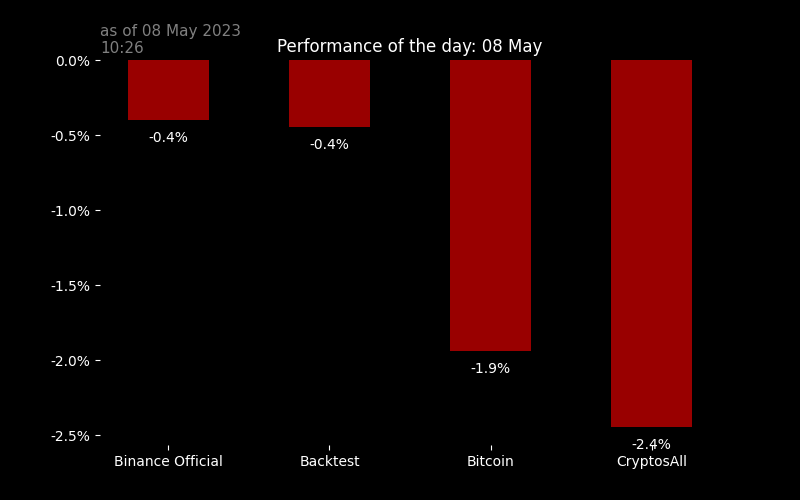 as of 08 May 2023
10:26
Performance of the day: 08 May
0.0%
-0.5%
-1.0%
-1.5%
-2.0%
-2.5%
-0.4%
-0.4%
-1.9%
-2.4%
Binance Official
Backtest
Bitcoin
CryptosAll